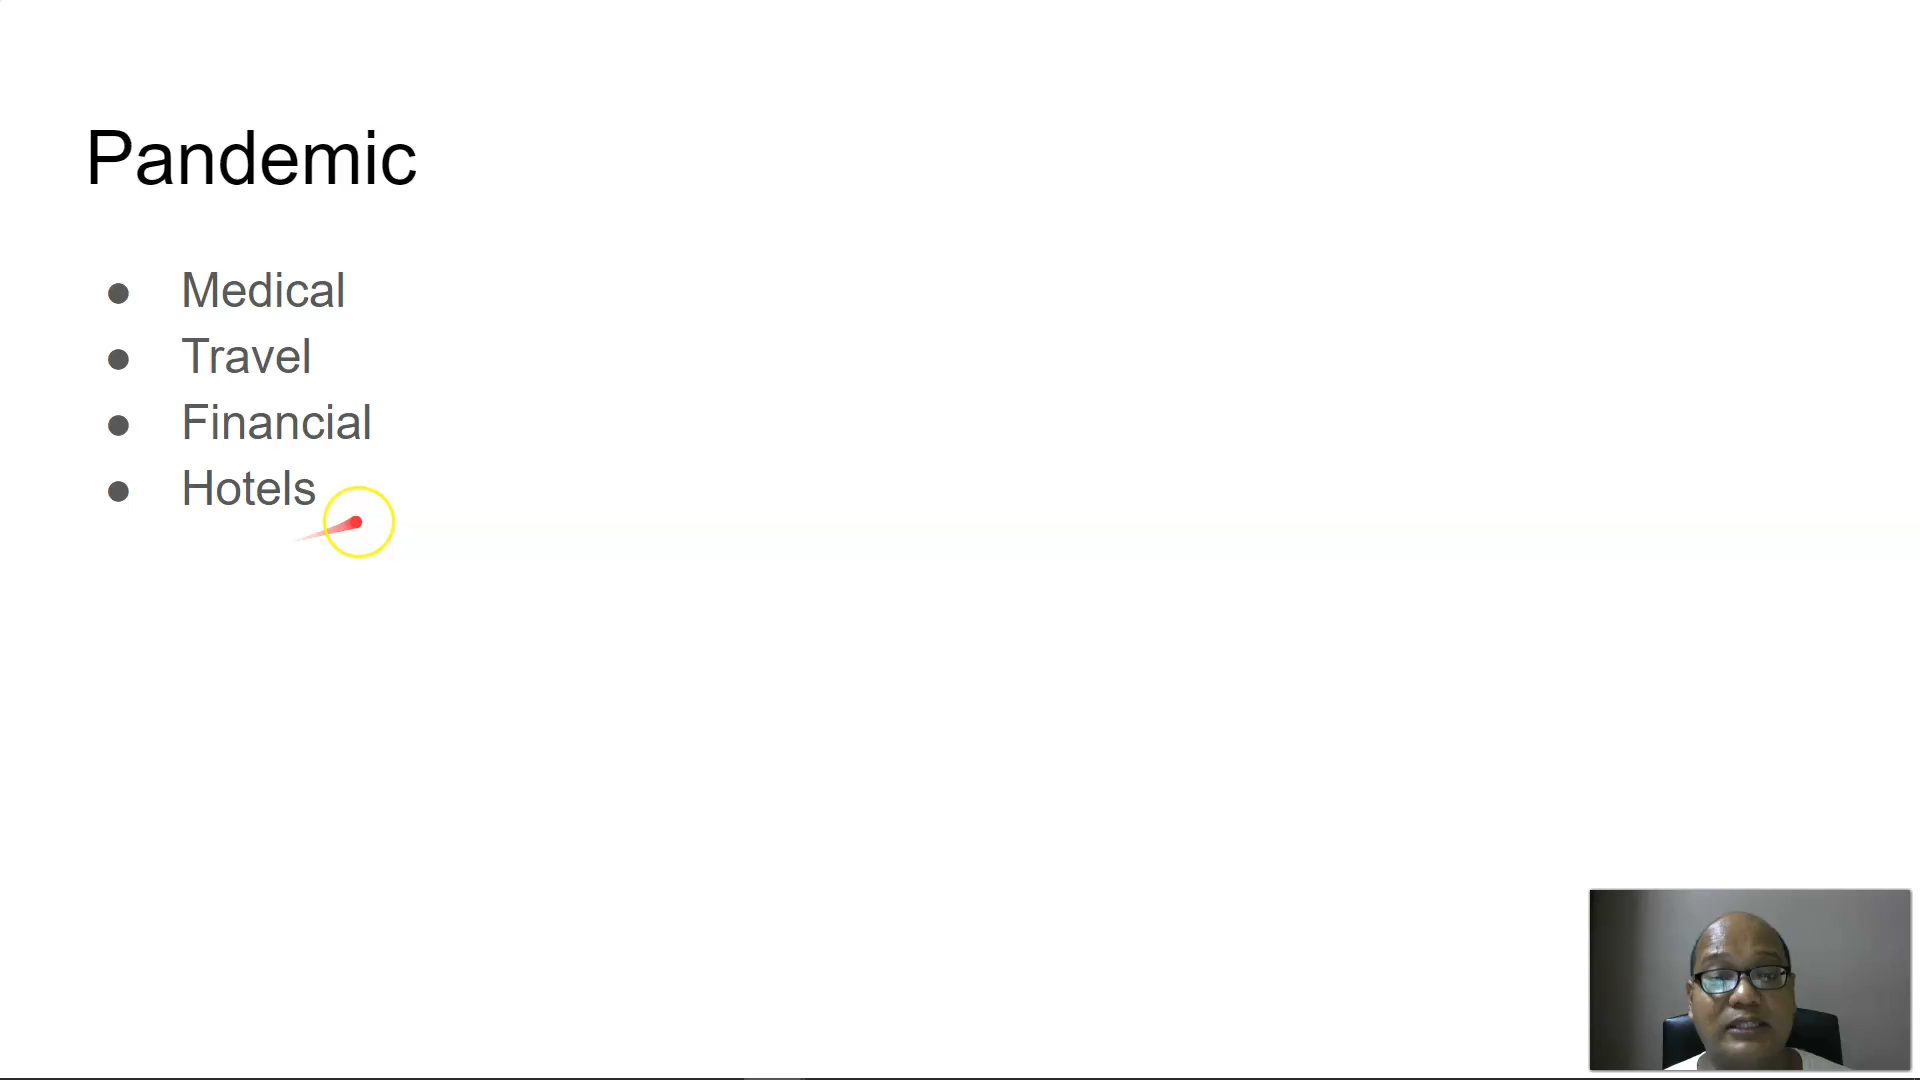 Pandemic
● Medical
● Travel
● Financial
● Hotels